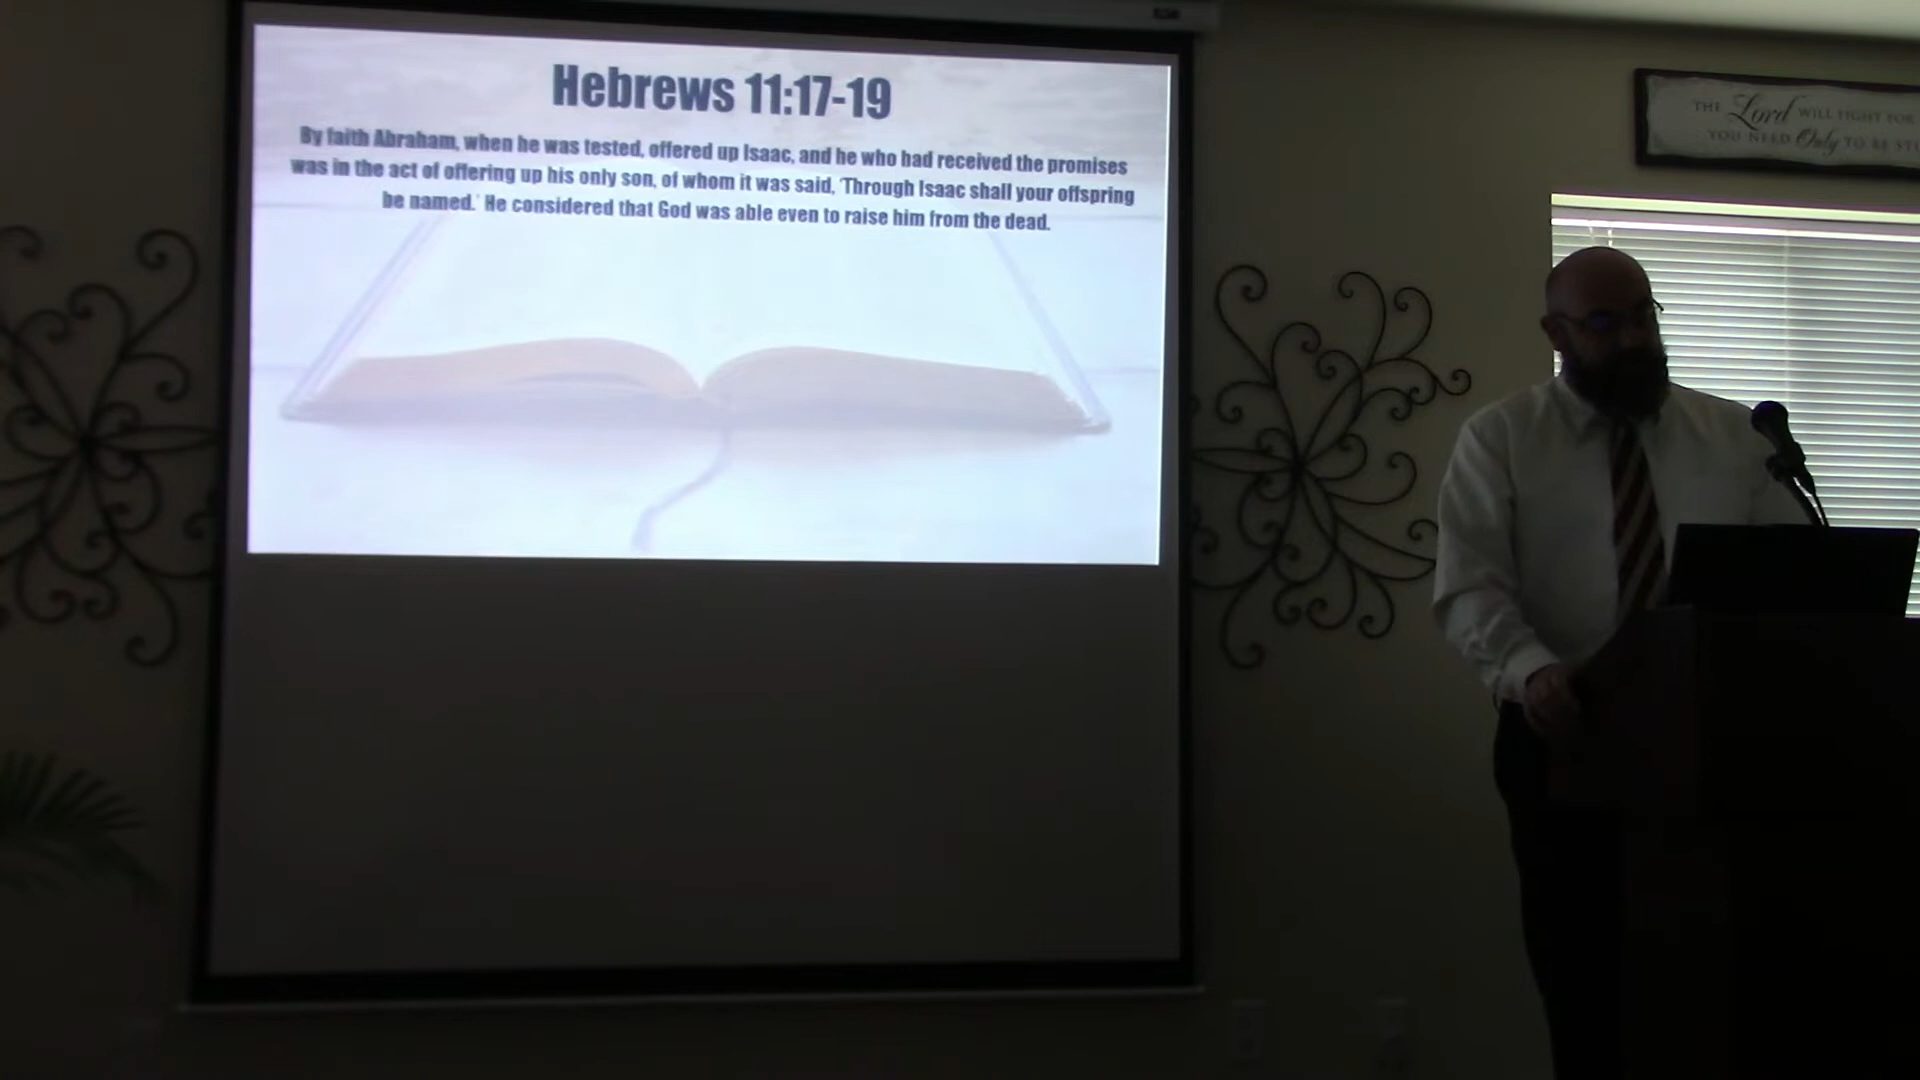 Hebrews 11:17-19
By faith Abraham, when he was tested, offered up Isaac, and he who had received the promises
was in the act of offering up his only son, of whom it was said, 'Through Isaac shall your offspring
be named.' He considered that God was able even to raise him from the dead.
THE Lord WILL FIGHT FOR
YOU NEED Only TO BE